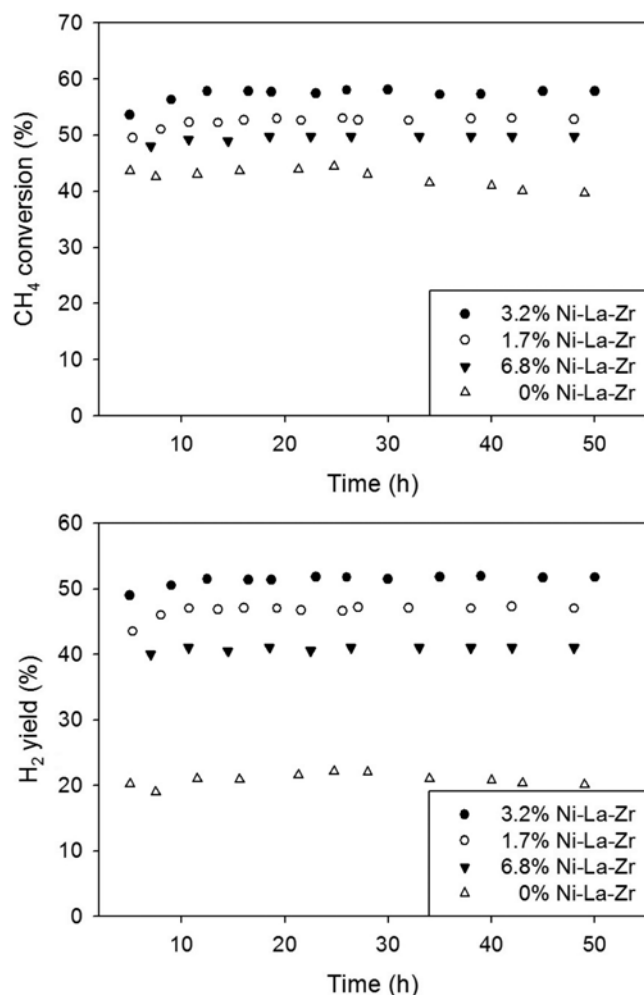 70
60
50
40
30
20
10
0
CH₄ conversion (%)
3.2% Ni-La-Zr
1.7% Ni-La-Zr
6.8% Ni-La-Zr
0% Ni-La-Zr
10 20 30 40 50
Time (h)
60
50
40
30
20
10
0
H₂ yield (%)
3.2% Ni-La-Zr
1.7% Ni-La-Zr
6.8% Ni-La-Zr
0% Ni-La-Zr
10 20 30 40 50
Time (h)